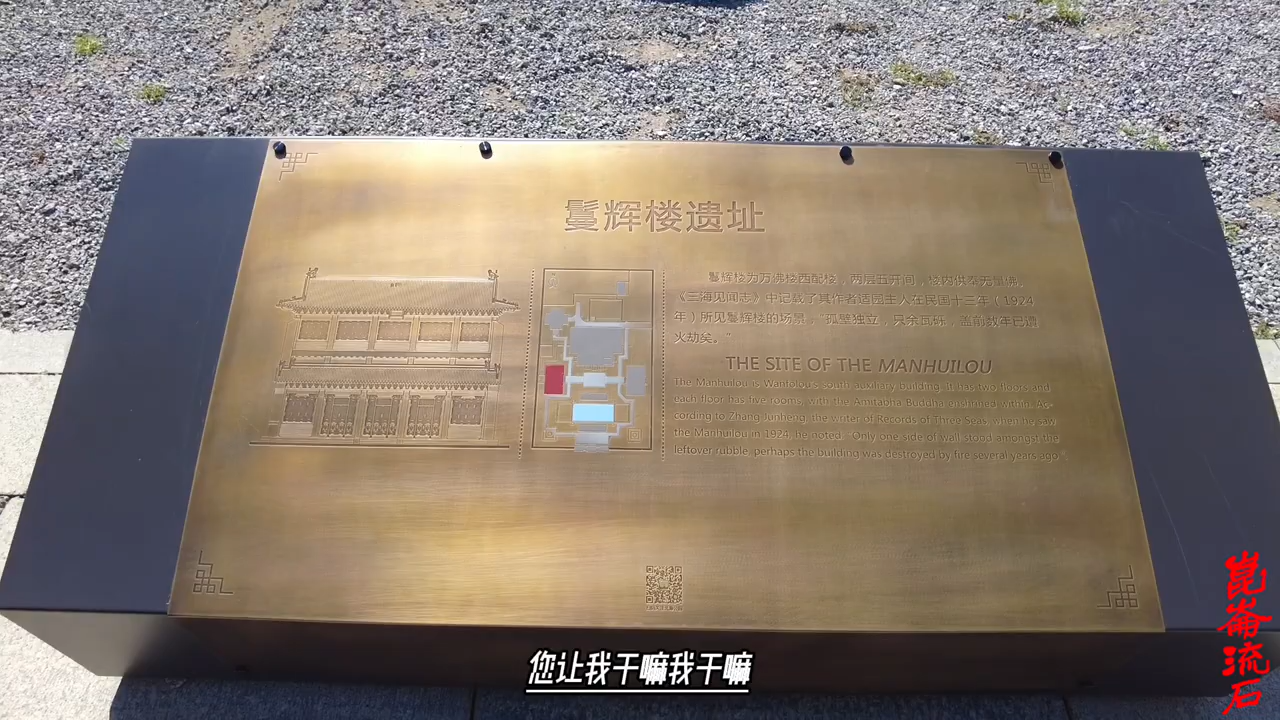 鬘辉楼遗址
鬘辉楼为万佛楼西配楼，两层五开间，楼内供奉无量佛。
《三海见闻志》中记载了其作者适园主人在民国十三年（1924
年）所见鬘辉楼的场景，“孤壁独立，只余瓦砾，盖前数年已遭
火劫矣。”
THE SITE OF THE MANHUILOU
The Manhuilou is Wanfolou's south auxiliary building. It has two floors and
each floor has five rooms, with the Amitabha Buddha enshrined within. Ac-
cording to Zhang Junheng, the winter of Records of Three Seas, when he saw
the Manhuilou in 1924, he noted: "Only one side of wall stood amongst the
leftover rubble, perhaps the building was destroyed by fire several years ago."
您让我干嘛我干嘛
崑崙流石